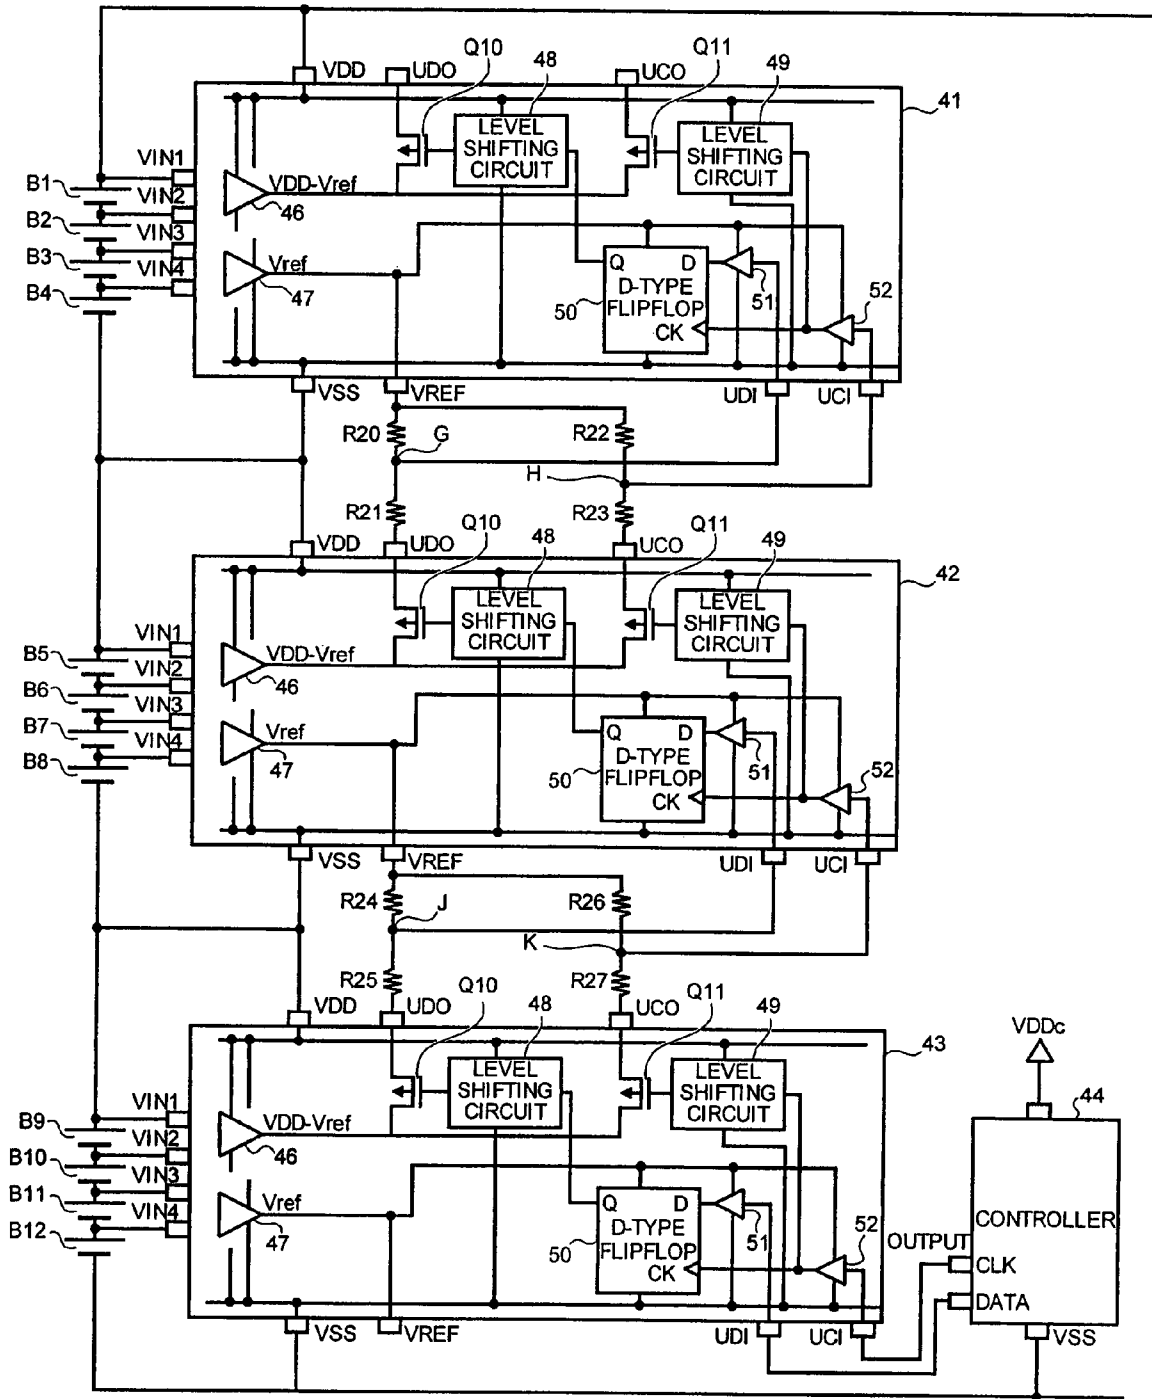 Q10 48 Q11 49
VDD UDO UCO
41
LEVEL SHIFTING CIRCUIT
LEVEL SHIFTING CIRCUIT
VIN1
B1
VIN2
VDD-Vref
46
B2
VIN3
B3
Vref
VIN4
47
B4
Q D
D-TYPE FLIPFLOP
50
CK
51
52
VSS VREF UDI UCI
R20 G R22
H
R21 R23
Q10 48 Q11 49
VDD UDO UCO
42
LEVEL SHIFTING CIRCUIT
LEVEL SHIFTING CIRCUIT
VIN1
B5
VIN2
VDD-Vref
46
B6
VIN3
B7
Vref
VIN4
47
B8
Q D
D-TYPE FLIPFLOP
50
CK
51
52
VSS VREF UDI UCI
R24 J R26
K
R25 R27
Q10 48 Q11 49
VDD UDO UCO
43
LEVEL SHIFTING CIRCUIT
LEVEL SHIFTING CIRCUIT
VIN1
B9
VIN2
VDD-Vref
46
B10
VIN3
B11
Vref
VIN4
47
B12
Q D
D-TYPE FLIPFLOP
50
CK
51
52
VSS VREF UDI UCI
VDDc
44
CONTROLLER
OUTPUT
CLK
DATA
VSS